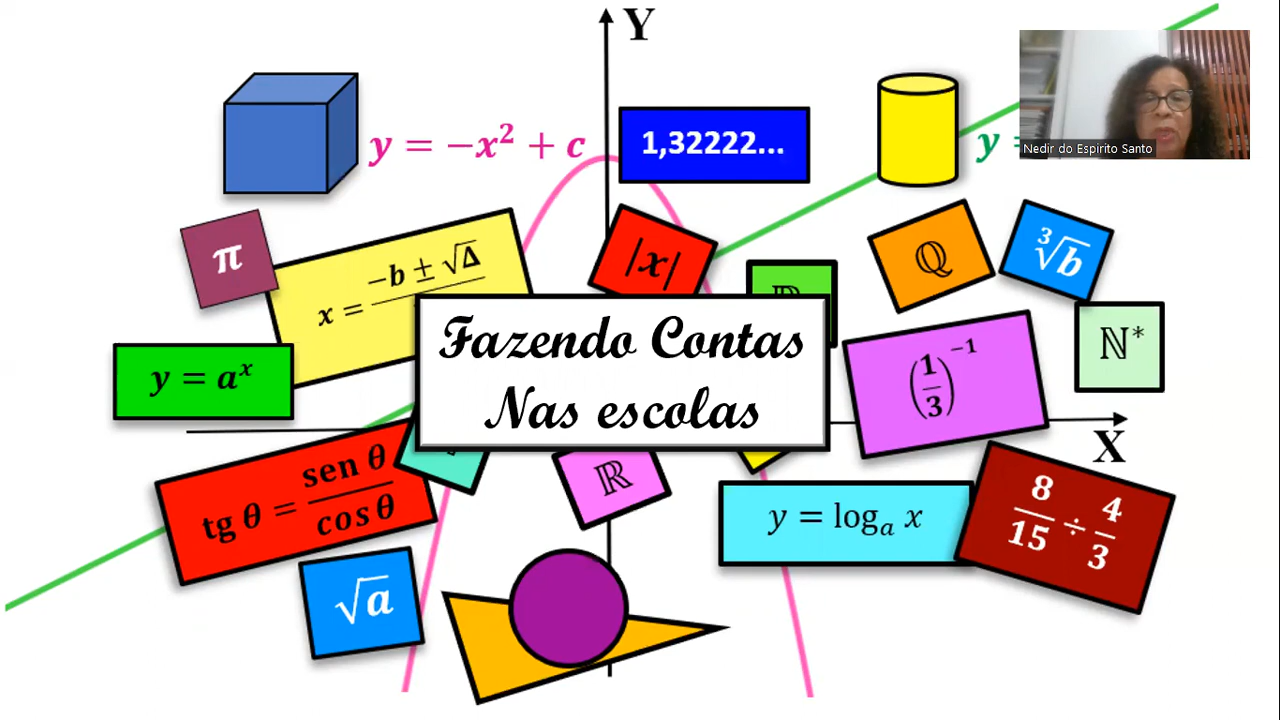 Y
y = −x² + c
1,32222...
y =
Nedir do Espirito Santo
π
x = −b ± √Δ
|x|
ℚ
∛b
ℕ*
y = aˣ
Fazendo Contas
Nas escolas
(1/3)⁻¹
X
tg θ = sen θ / cos θ
ℝ
y = logₐ x
8/15 ÷ 4/3
√a